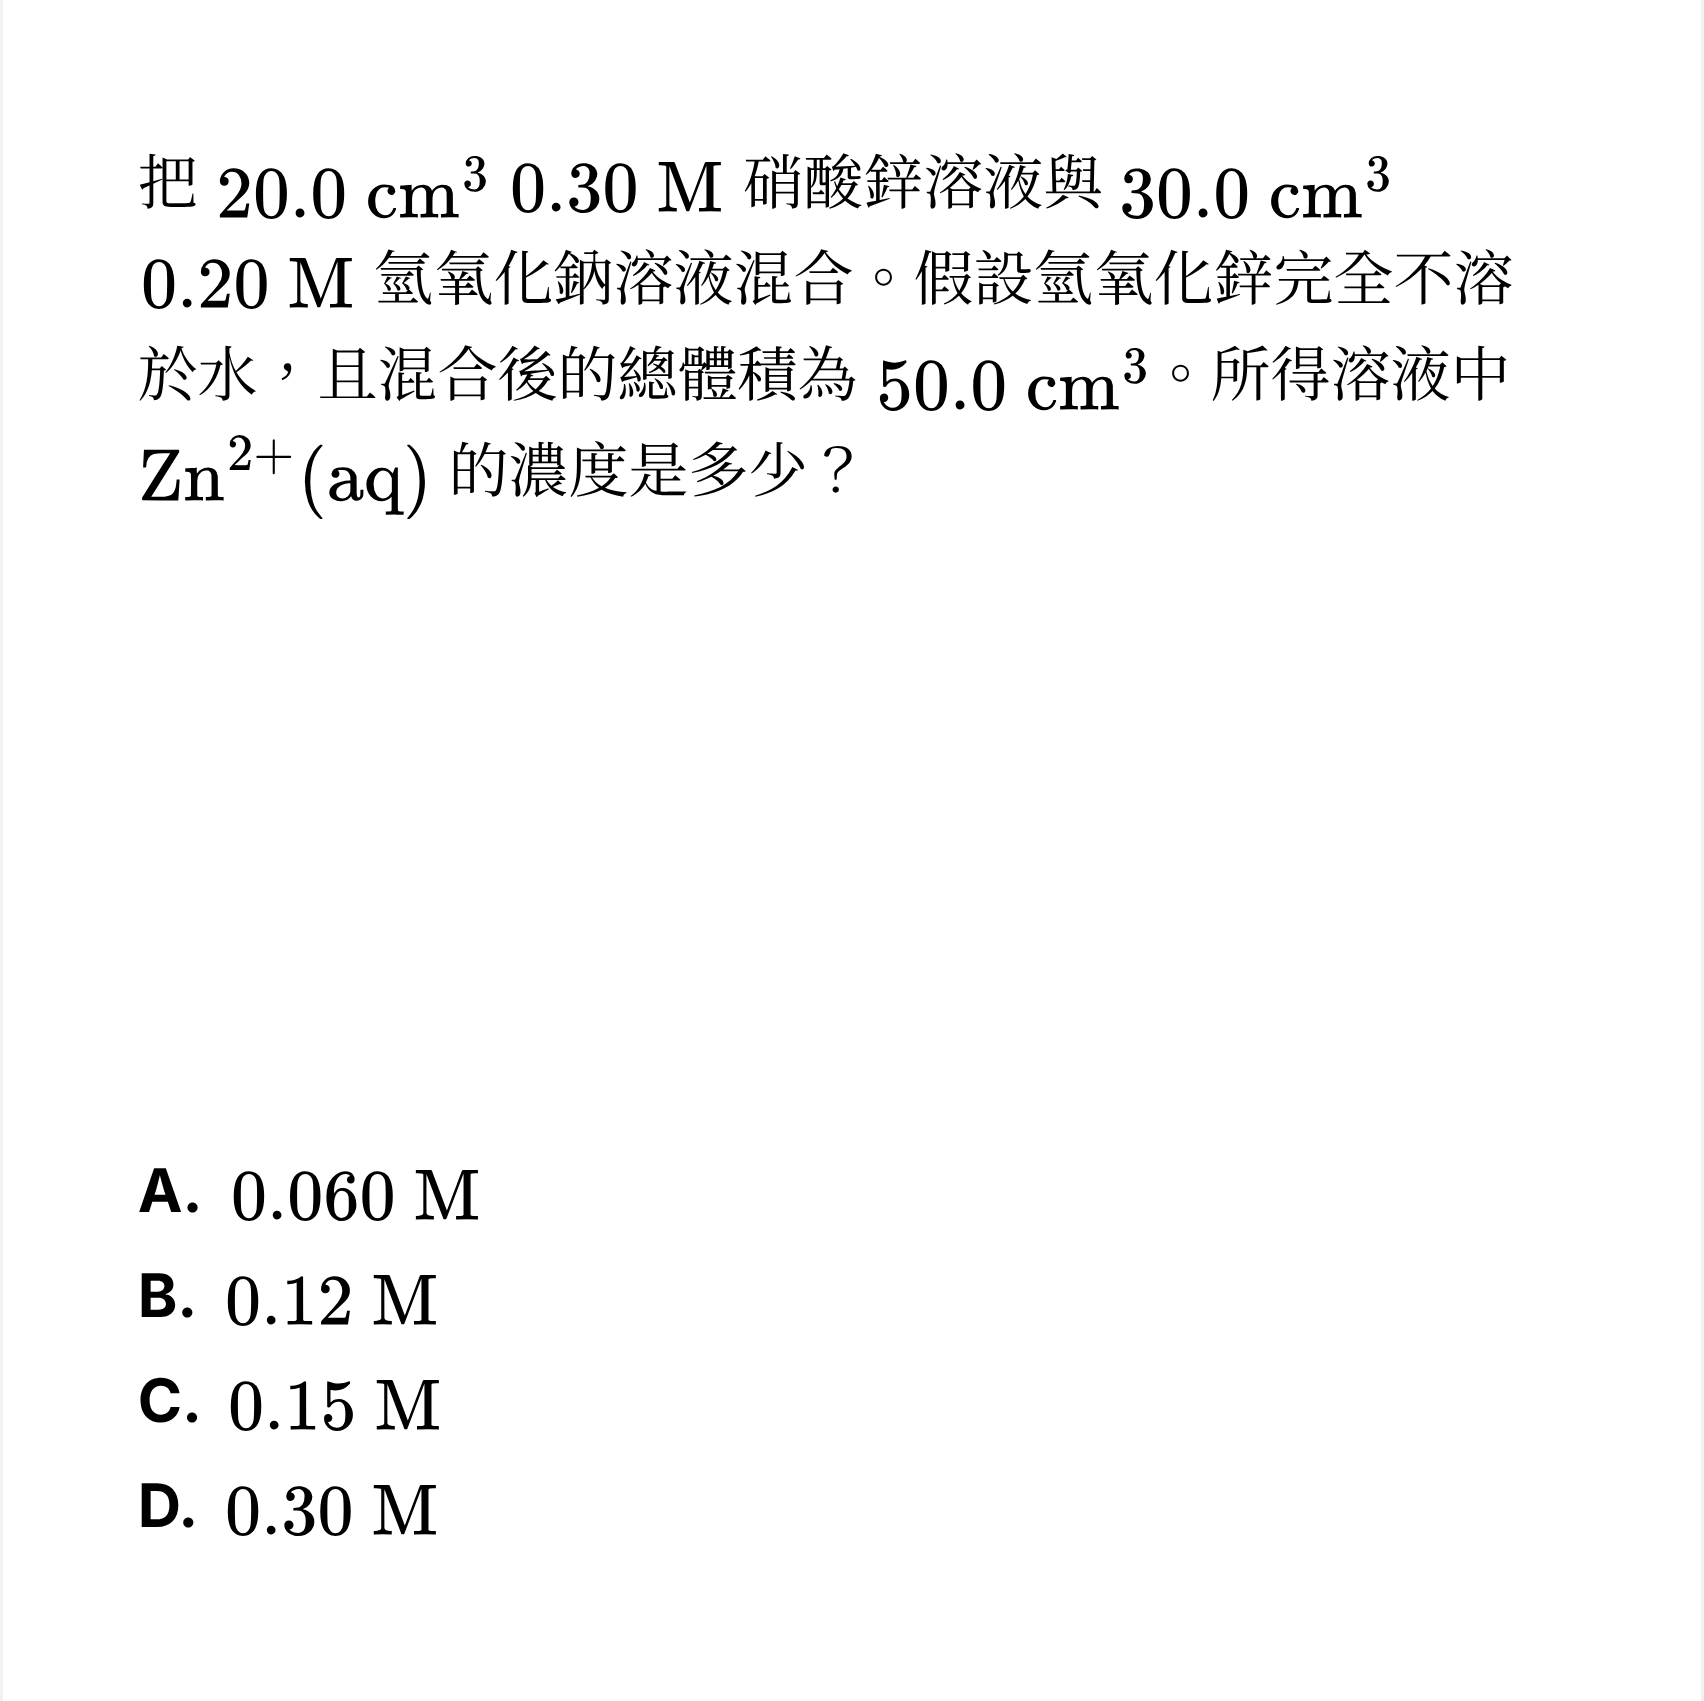 把 20.0 cm³ 0.30 M 硝酸鋅溶液與 30.0 cm³
0.20 M 氫氧化鈉溶液混合。假設氫氧化鋅完全不溶
於水，且混合後的總體積為 50.0 cm³。所得溶液中
Zn²⁺(aq) 的濃度是多少？
A. 0.060 M
B. 0.12 M
C. 0.15 M
D. 0.30 M